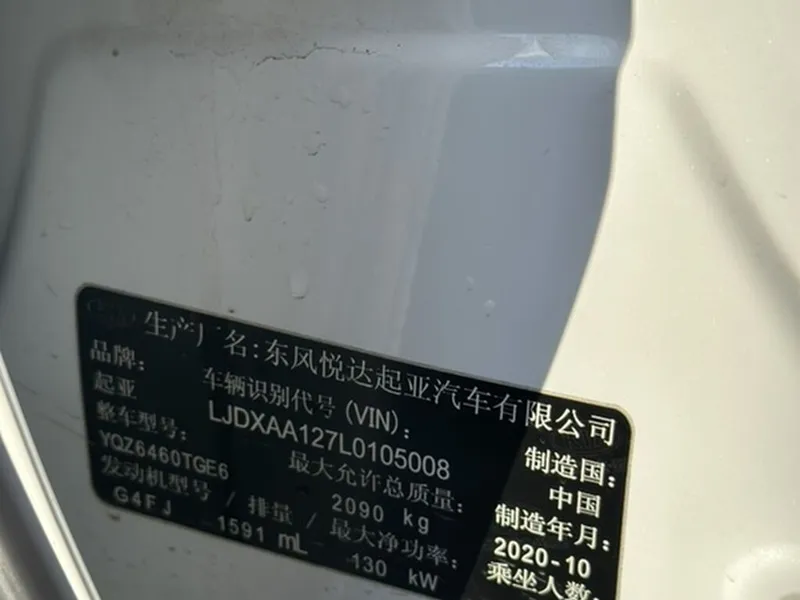 生产厂名:东风悦达起亚汽车有限公司
品牌: 车辆识别代号(VIN): 制造国:
起亚 LJDXAA127L0105008 中国
整车型号: 最大允许总质量: 制造年月:
YQZ6460TGE6 2090 kg 2020-10
发动机型号 / 排量 / 最大净功率: 乘坐人数:
G4FJ 1591 mL 130 kW